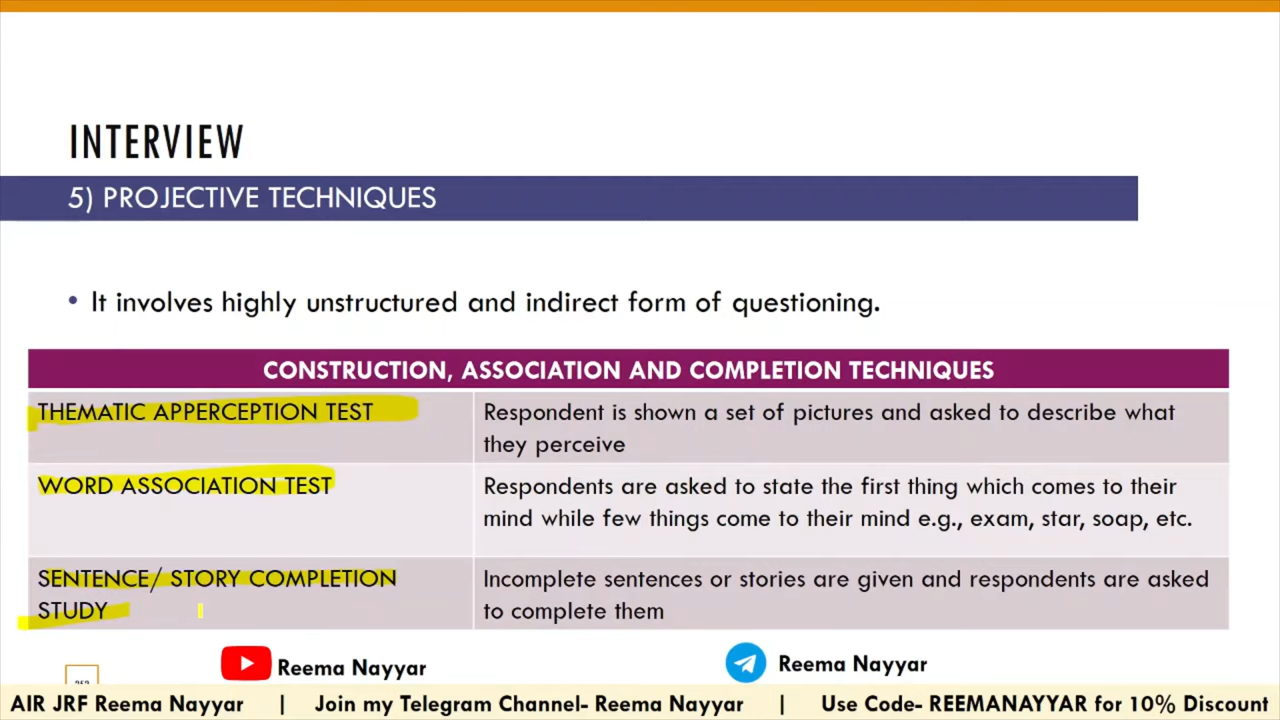 INTERVIEW
5) PROJECTIVE TECHNIQUES
• It involves highly unstructured and indirect form of questioning.
CONSTRUCTION, ASSOCIATION AND COMPLETION TECHNIQUES
THEMATIC APPERCEPTION TEST
Respondent is shown a set of pictures and asked to describe what
they perceive
WORD ASSOCIATION TEST
Respondents are asked to state the first thing which comes to their
mind while few things come to their mind e.g., exam, star, soap, etc.
SENTENCE/ STORY COMPLETION
STUDY
Incomplete sentences or stories are given and respondents are asked
to complete them
Reema Nayyar
Reema Nayyar
AIR JRF Reema Nayyar | Join my Telegram Channel- Reema Nayyar | Use Code- REEMANAYYAR for 10% Discount